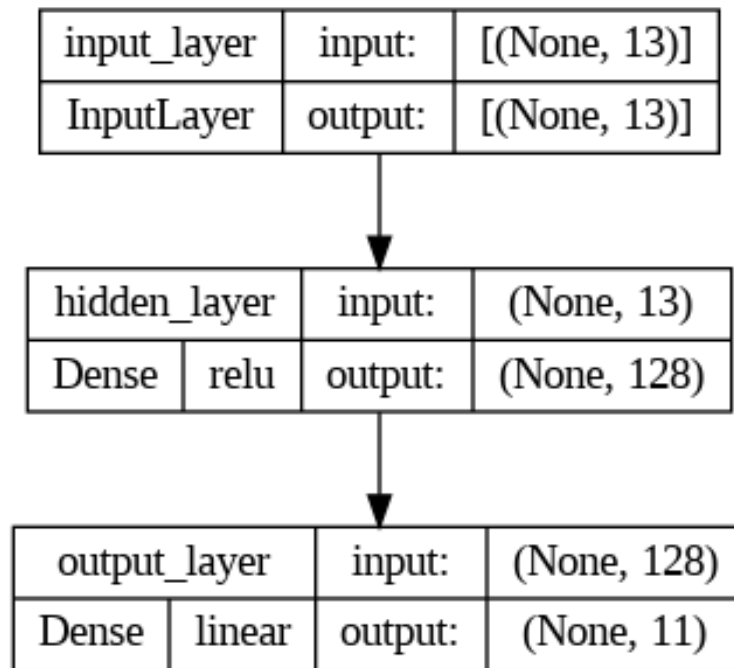 input_layer input: [(None, 13)]
InputLayer output: [(None, 13)]
hidden_layer input: (None, 13)
Dense relu output: (None, 128)
output_layer input: (None, 128)
Dense linear output: (None, 11)